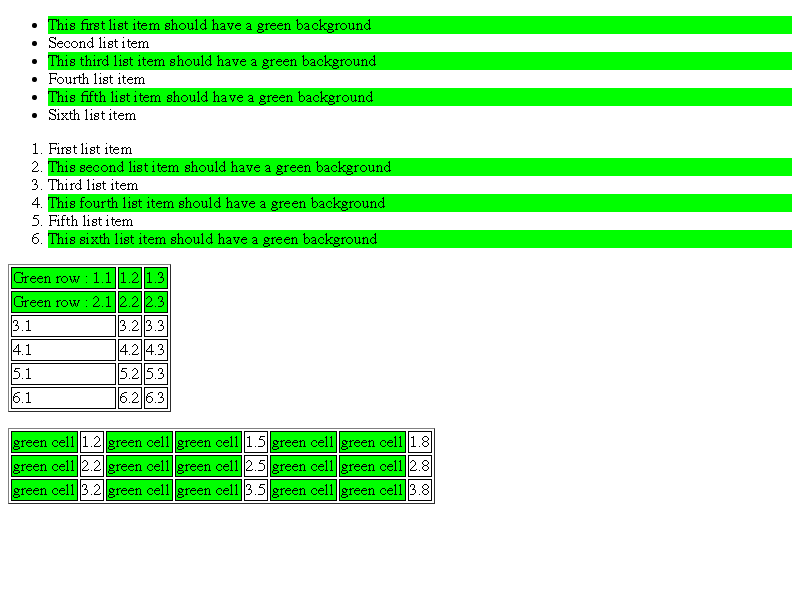 • This first list item should have a green background
• Second list item
• This third list item should have a green background
• Fourth list item
• This fifth list item should have a green background
• Sixth list item
1. First list item
2. This second list item should have a green background
3. Third list item
4. This fourth list item should have a green background
5. Fifth list item
6. This sixth list item should have a green background
Green row : 1.1 1.2 1.3
Green row : 2.1 2.2 2.3
3.1 3.2 3.3
4.1 4.2 4.3
5.1 5.2 5.3
6.1 6.2 6.3
green cell 1.2 green cell green cell 1.5 green cell green cell 1.8
green cell 2.2 green cell green cell 2.5 green cell green cell 2.8
green cell 3.2 green cell green cell 3.5 green cell green cell 3.8